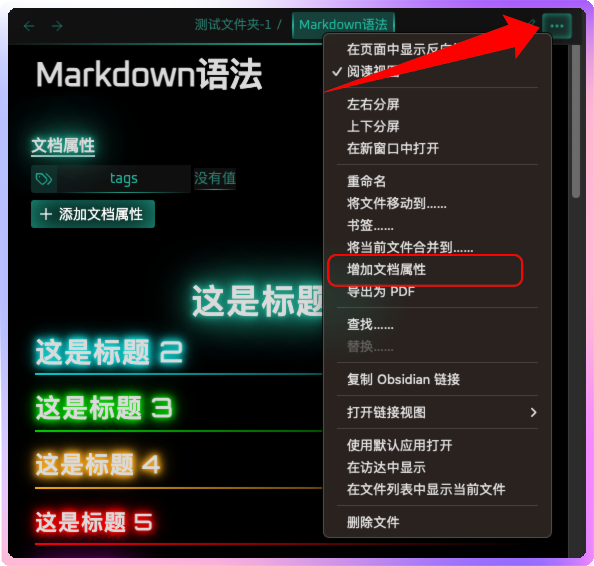 测试文件夹-1 /
Markdown语法
Markdown语法
文档属性
tags
没有值
添加文档属性
这是标题
这是标题 2
这是标题 3
这是标题 4
这是标题 5
在页面中显示反向
阅读视图
左右分屏
上下分屏
在新窗口中打开
重命名
将文件移动到......
书签......
将当前文件合并到......
增加文档属性
导出为 PDF
查找......
替换......
复制 Obsidian 链接
打开链接视图
使用默认应用打开
在访达中显示
在文件列表中显示当前文件
删除文件